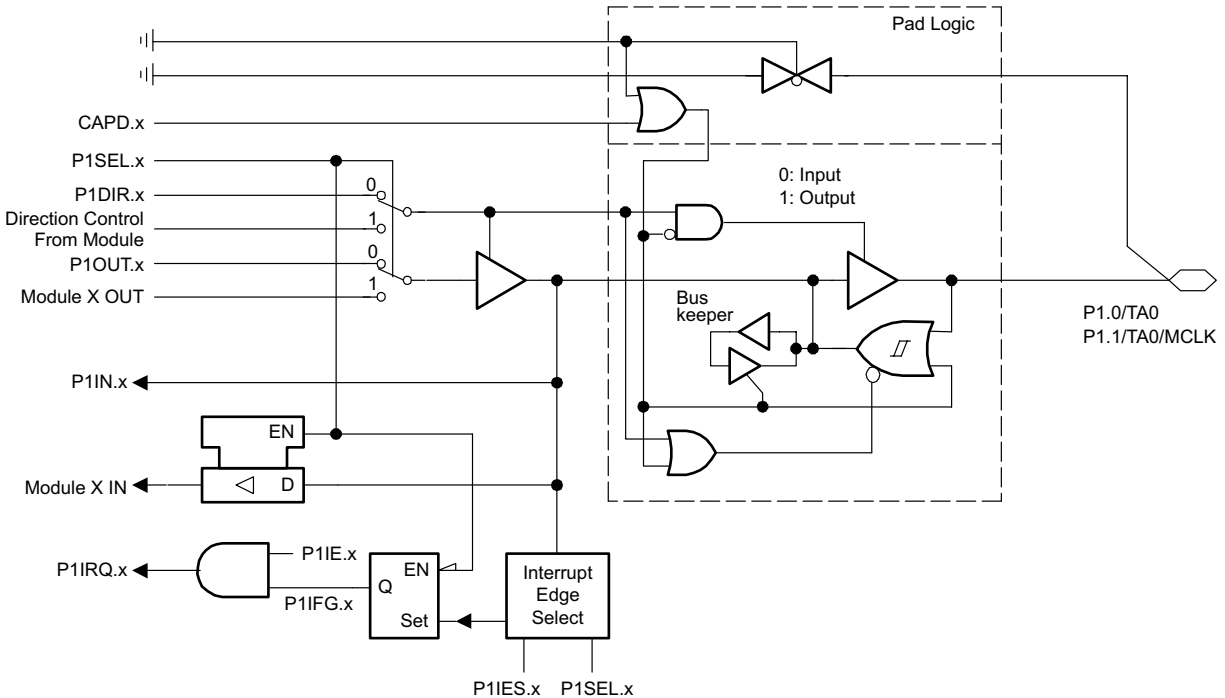 Pad Logic
CAPD.x
P1SEL.x
P1DIR.x
0
Direction Control
From Module
1
P1OUT.x
0
Module X OUT
1
0: Input
1: Output
Bus
keeper
P1.0/TA0
P1.1/TA0/MCLK
P1IN.x
EN
Module X IN
D
P1IRQ.x
P1IE.x
P1IFG.x
EN
Q
Set
Interrupt
Edge
Select
P1IES.x
P1SEL.x